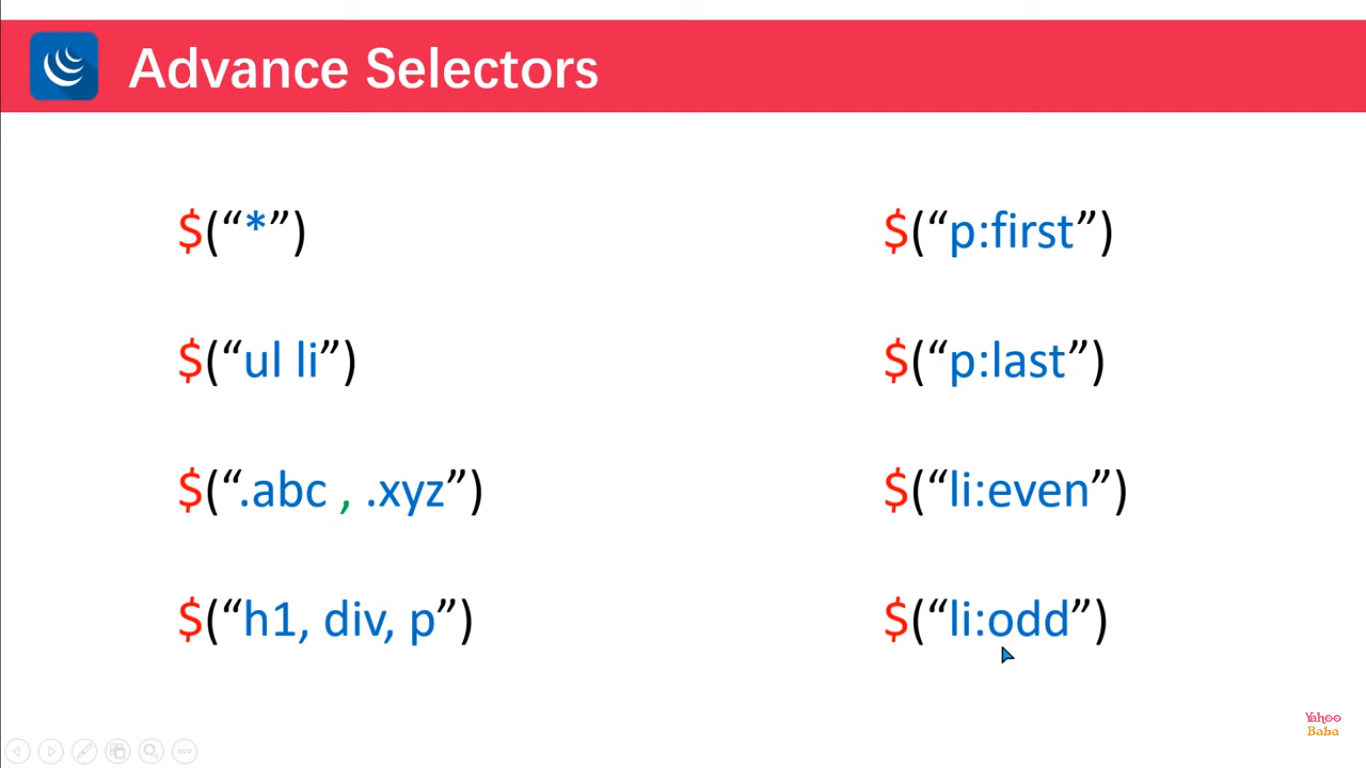 Advance Selectors
$(“*”)
$(“ul li”)
$(“.abc , .xyz”)
$(“h1, div, p”)
$(“p:first”)
$(“p:last”)
$(“li:even”)
$(“li:odd”)
Yahoo
Baba